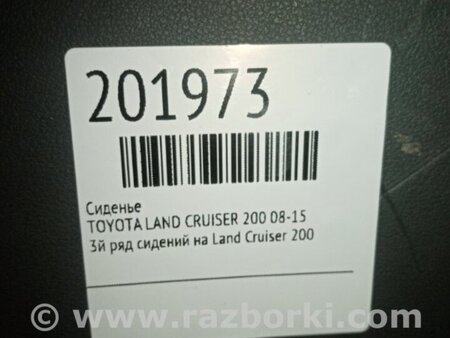 201973
Сиденье
TOYOTA LAND CRUISER 200 08-15
3й ряд сидений на Land Cruiser 200
© www.razborki.com